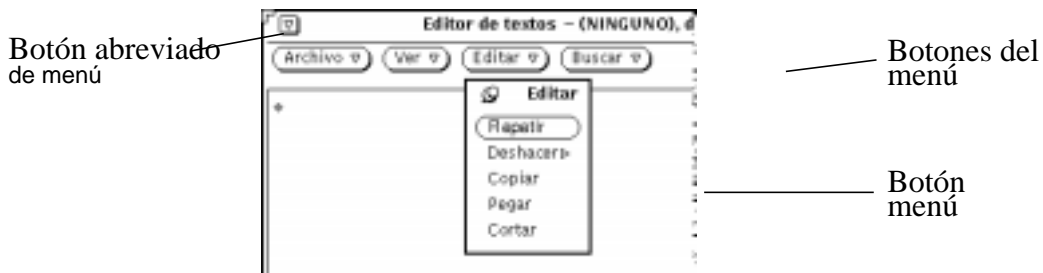 Editor de textos – (NINGUNO), d
Botón abreviado
de menú
Archivo Ver Editar Buscar
Botones del
menú
Editar
Repetir
Deshacer
Copiar
Pegar
Cortar
Botón
menú